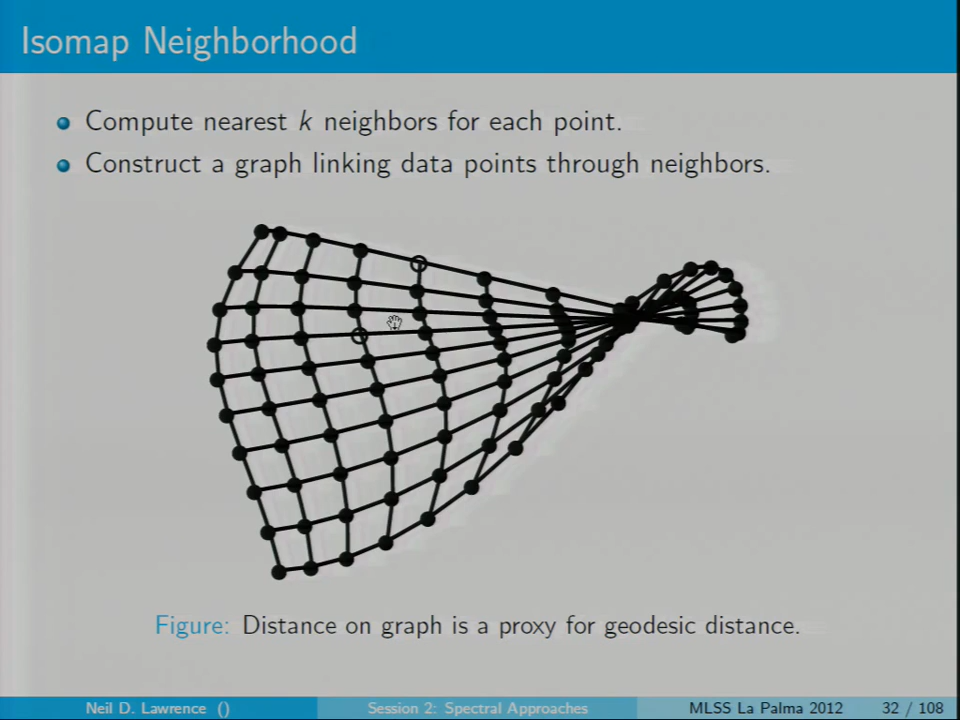 Isomap Neighborhood
Compute nearest k neighbors for each point.
Construct a graph linking data points through neighbors.
Figure: Distance on graph is a proxy for geodesic distance.
Neil D. Lawrence () Session 2: Spectral Approaches MLSS La Palma 2012 32 / 108